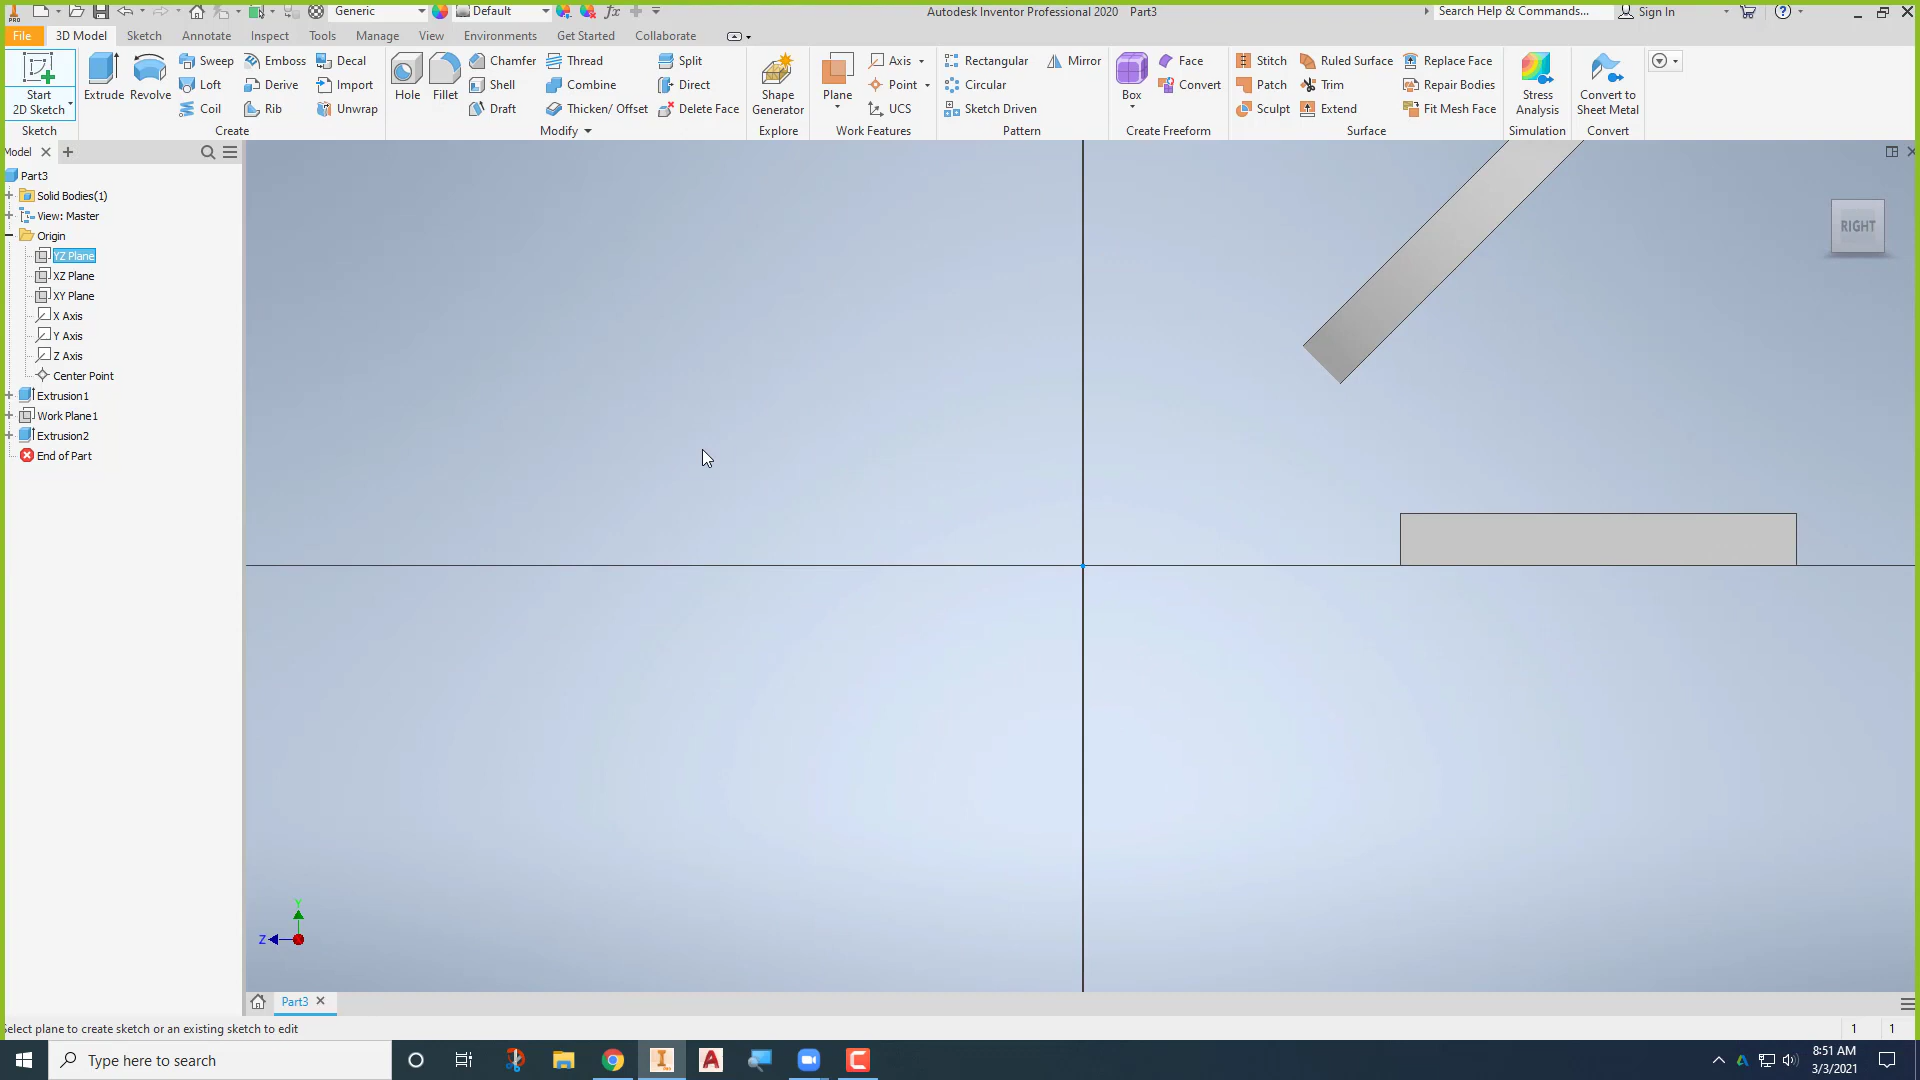 Generic
Default
Autodesk Inventor Professional 2020 Part3
Search Help & Commands...
Sign In
File 3D Model Sketch Annotate Inspect Tools Manage View Environments Get Started Collaborate
Start
2D Sketch
Sketch
Extrude Revolve
Sweep Emboss Decal
Loft Derive Import
Coil Rib Unwrap
Create
Hole Fillet
Chamfer Thread Split
Shell Combine Direct
Draft Thicken/ Offset Delete Face
Modify
Shape
Generator
Explore
Plane
Axis
Point
UCS
Work Features
Rectangular Mirror
Circular
Sketch Driven
Pattern
Box
Face
Convert
Create Freeform
Stitch Ruled Surface Replace Face
Patch Trim Repair Bodies
Sculpt Extend Fit Mesh Face
Surface
Stress
Analysis
Simulation
Convert to
Sheet Metal
Convert
Model
Part3
Solid Bodies(1)
View: Master
Origin
YZ Plane
XZ Plane
XY Plane
X Axis
Y Axis
Z Axis
Center Point
Extrusion1
Work Plane1
Extrusion2
End of Part
RIGHT
Y
Z
Part3
Select plane to create sketch or an existing sketch to edit
1 1
Type here to search
8:51 AM
3/3/2021